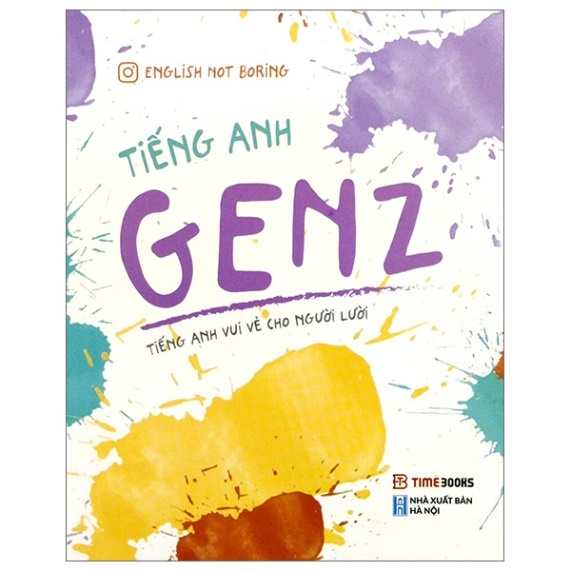 ENGLISH NOT BORING
TIẾNG ANH
GENZ
TIẾNG ANH VUI VẺ CHO NGƯỜI LƯỜI
TIMEBOOKS
NHÀ XUẤT BẢN
HÀ NỘI